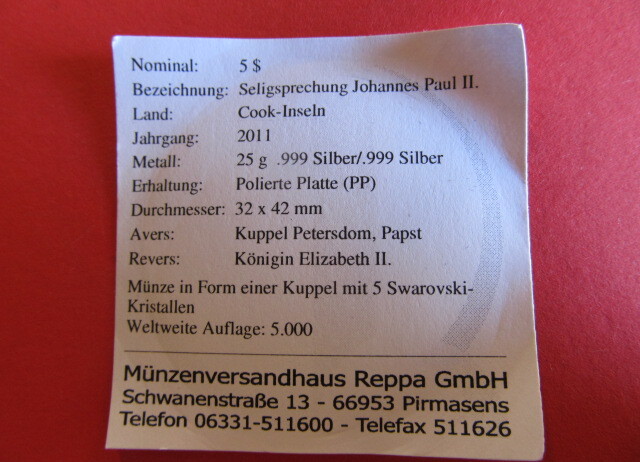 Nominal: 5 $
Bezeichnung: Seligsprechung Johannes Paul II.
Land: Cook-Inseln
Jahrgang: 2011
Metall: 25 g .999 Silber/.999 Silber
Erhaltung: Polierte Platte (PP)
Durchmesser: 32 x 42 mm
Avers: Kuppel Petersdom, Papst
Revers: Königin Elizabeth II.
Münze in Form einer Kuppel mit 5 Swarovski-
Kristallen
Weltweite Auflage: 5.000
Münzenversandhaus Reppa GmbH
Schwanenstraße 13 - 66953 Pirmasens
Telefon 06331-511600 - Telefax 511626